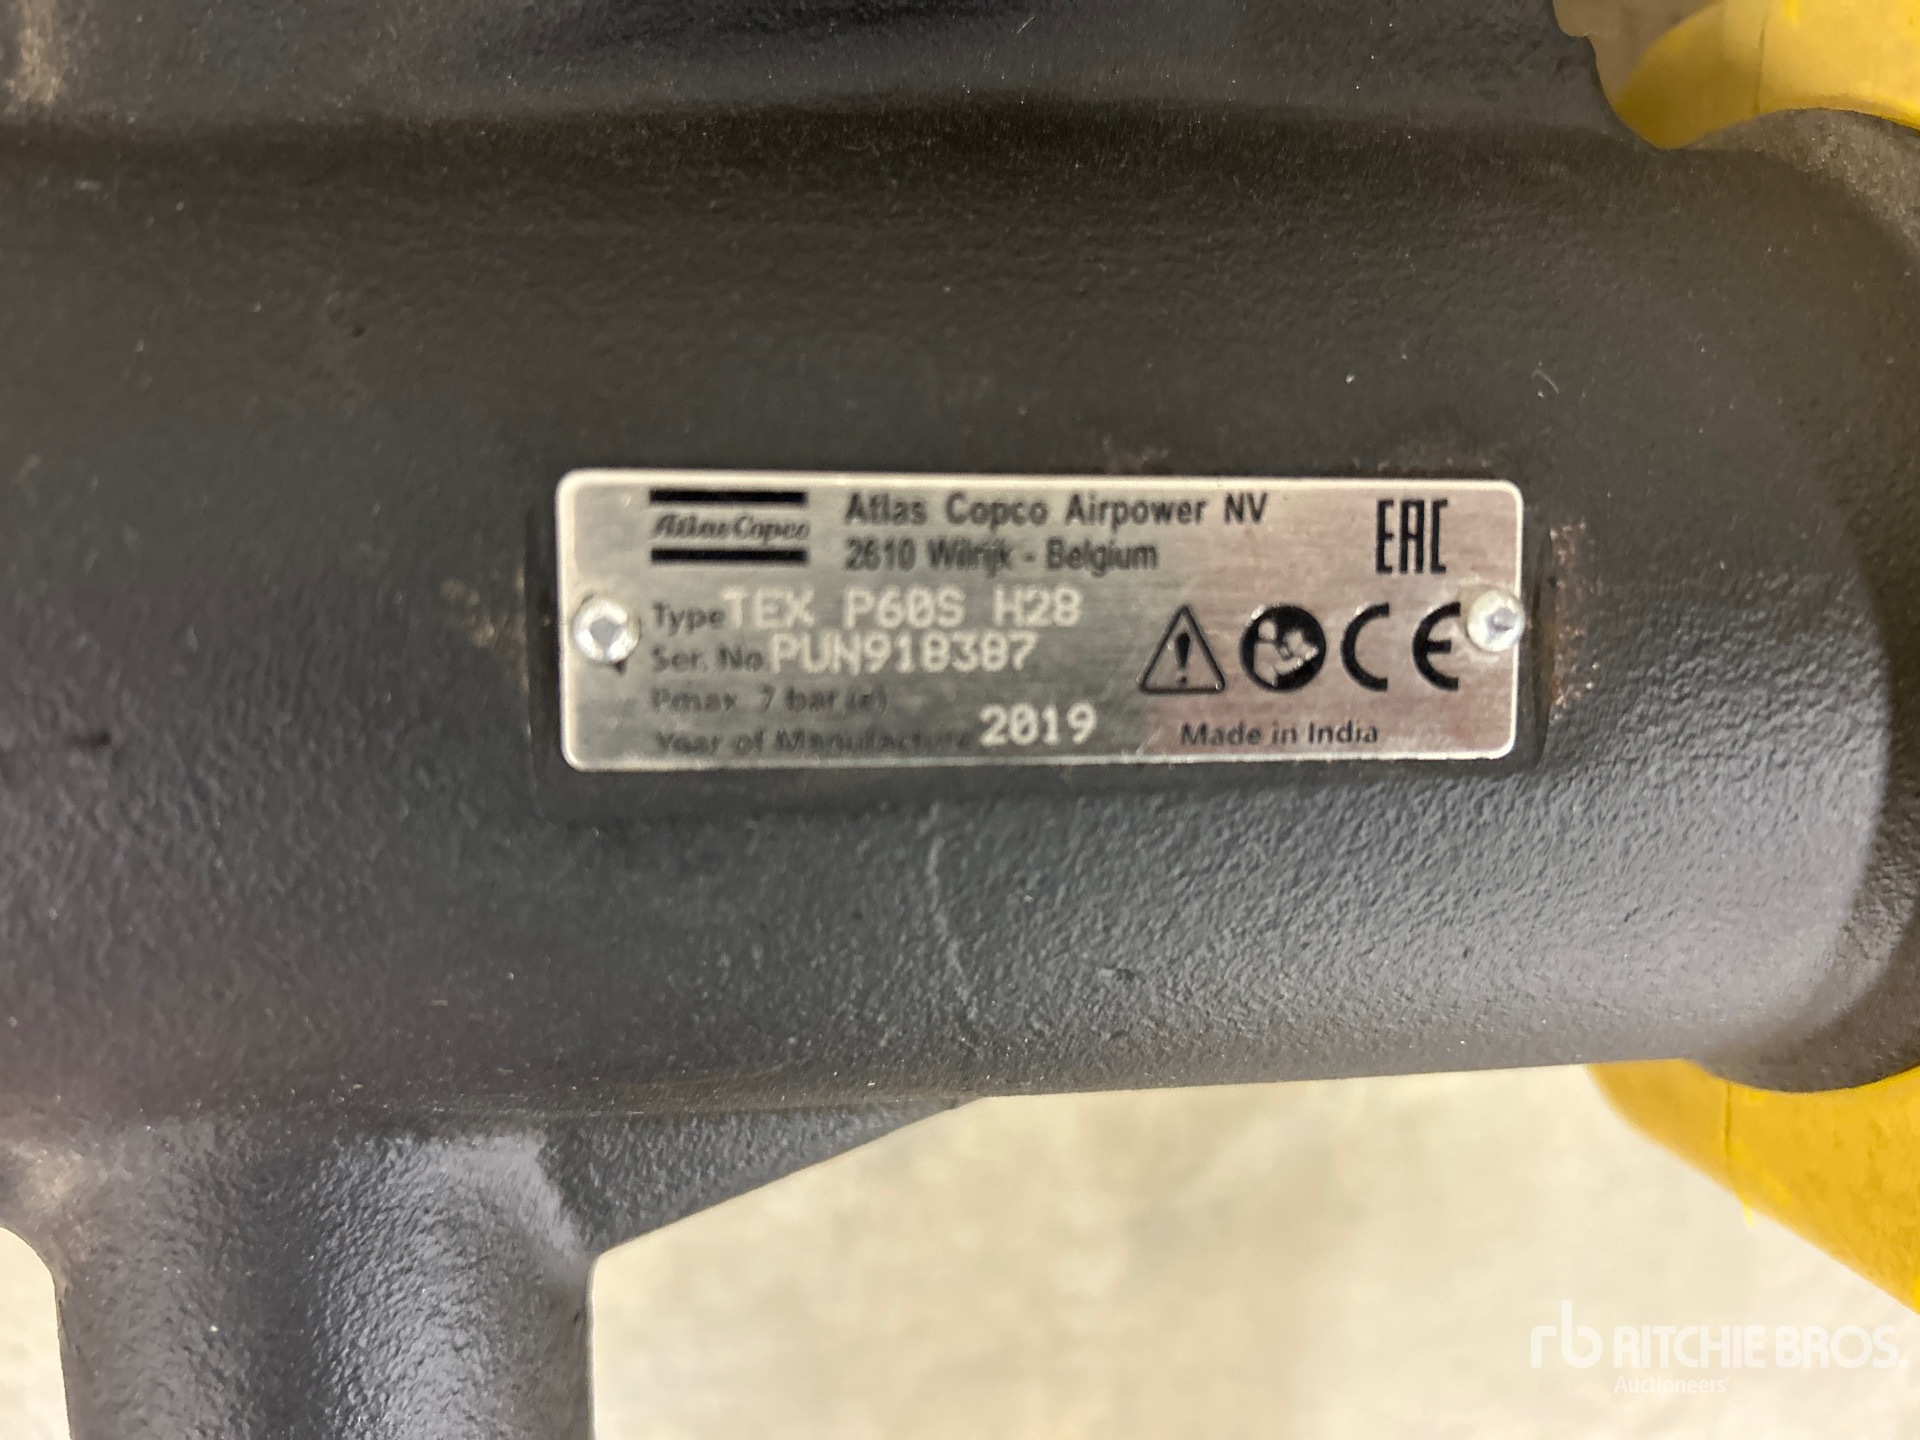 Atlas Copco
Atlas Copco Airpower NV
2610 Wilrijk - Belgium
EAC
Type TEX P60S H28
Ser. No. PUN918387
Pmax 7 bar (e)
Year of Manufacture 2019
CE
Made in India
rb RITCHIE BROS.
Auctioneers